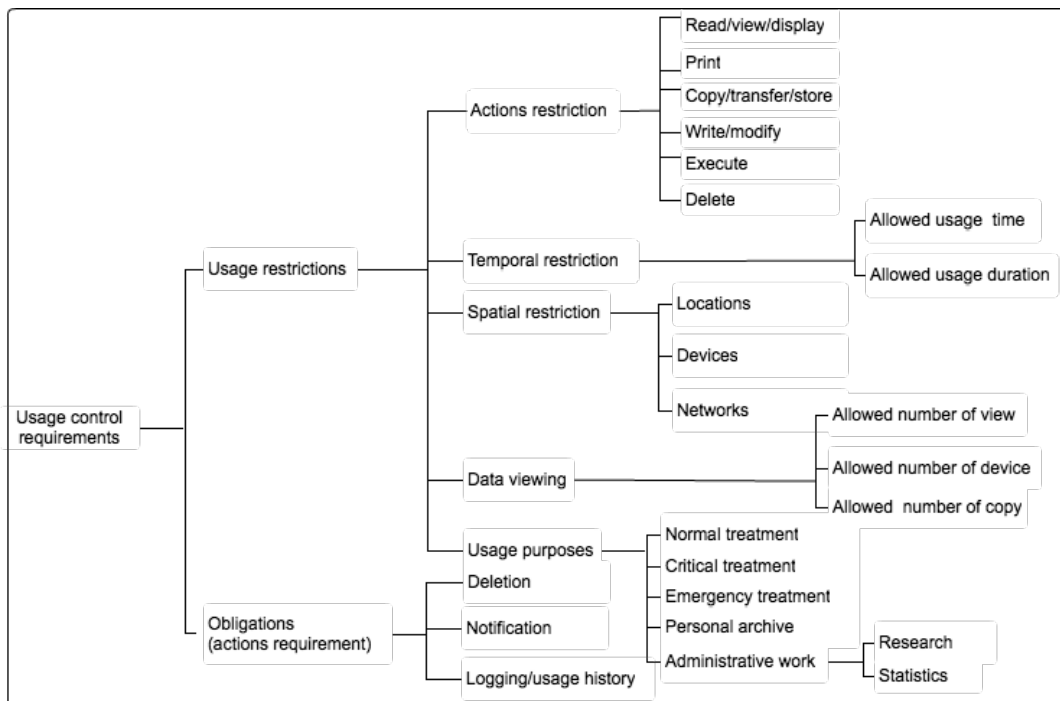 Read/view/display
Print
Actions restriction
Copy/transfer/store
Write/modify
Execute
Delete
Allowed usage  time
Usage restrictions
Temporal restriction
Allowed usage duration
Spatial restriction
Locations
Devices
Usage control
requirements
Networks
Allowed number of view
Data viewing
Allowed number of device
Allowed  number of copy
Usage purposes
Normal treatment
Critical treatment
Emergency treatment
Personal archive
Administrative work
Research
Statistics
Obligations
(actions requirement)
Deletion
Notification
Logging/usage history